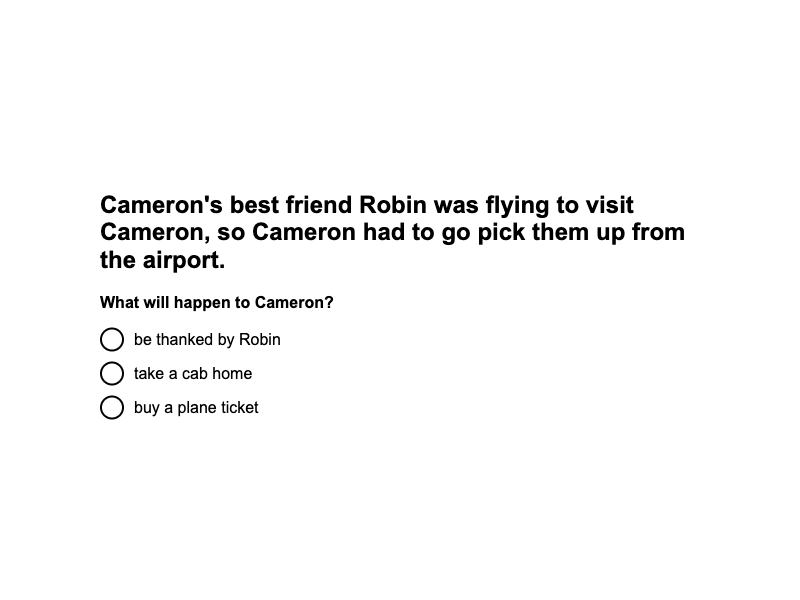 Cameron's best friend Robin was flying to visit
Cameron, so Cameron had to go pick them up from
the airport.
What will happen to Cameron?
be thanked by Robin
take a cab home
buy a plane ticket